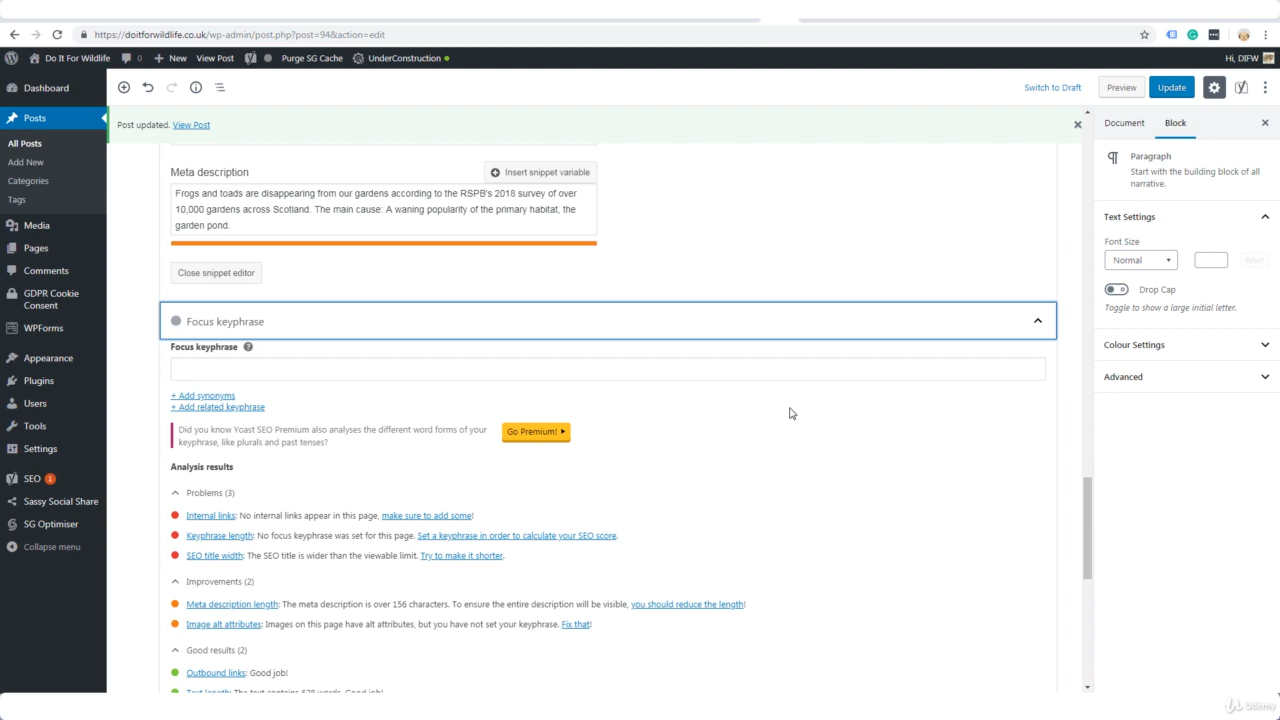 https://doitforwildlife.co.uk/wp-admin/post.php?post=94&action=edit
Do It For Wildlife 0 New View Post Purge SG Cache UnderConstruction Hi, DIFW
Dashboard
Posts
All Posts
Add New
Categories
Tags
Media
Pages
Comments
GDPR Cookie
Consent
WPForms
Appearance
Plugins
Users
Tools
Settings
SEO 1
Sassy Social Share
SG Optimiser
Collapse menu
Switch to Draft Preview Update
Post updated. View Post
Meta description Insert snippet variable
Frogs and toads are disappearing from our gardens according to the RSPB's 2018 survey of over
10,000 gardens across Scotland. The main cause: A waning popularity of the primary habitat, the
garden pond.
Close snippet editor
Focus keyphrase
Focus keyphrase ?
+ Add synonyms
+ Add related keyphrase
Did you know Yoast SEO Premium also analyses the different word forms of your
keyphrase, like plurals and past tenses?
Go Premium!
Analysis results
Problems (3)
Internal links: No internal links appear in this page, make sure to add some!
Keyphrase length: No focus keyphrase was set for this page. Set a keyphrase in order to calculate your SEO score.
SEO title width: The SEO title is wider than the viewable limit. Try to make it shorter.
Improvements (2)
Meta description length: The meta description is over 156 characters. To ensure the entire description will be visible, you should reduce the length!
Image alt attributes: Images on this page have alt attributes, but you have not set your keyphrase. Fix that!
Good results (2)
Outbound links: Good job!
Text length: The text contains 628 words. Good job!
Document Block
Paragraph
Start with the building block of all
narrative.
Text Settings
Font Size
Normal Reset
Drop Cap
Toggle to show a large initial letter.
Colour Settings
Advanced
Udemy